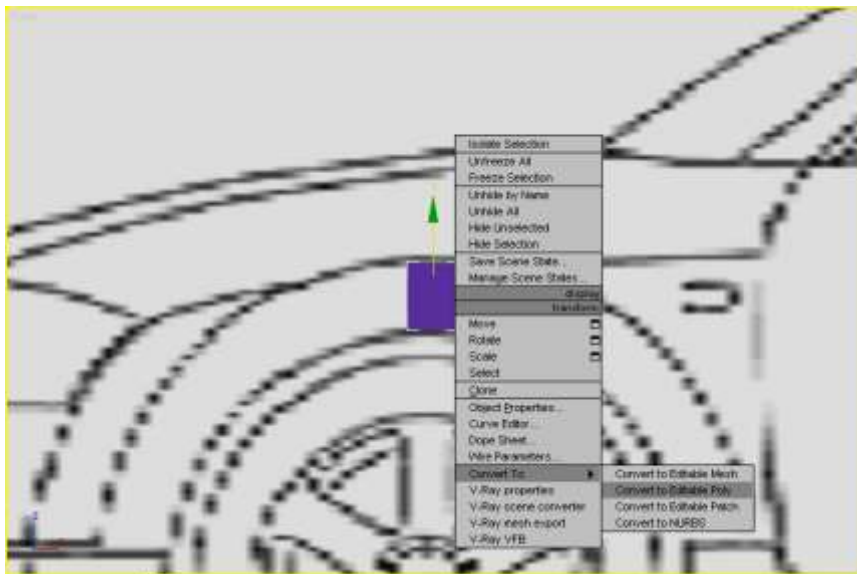 Isolate Selection
Unfreeze All
Freeze Selection
Unhide by Name
Unhide All
Hide Unselected
Hide Selection
Save Scene State...
Manage Scene States...
display
transform
Move
Rotate
Scale
Select
Clone
Object Properties...
Curve Editor...
Dope Sheet...
Wire Parameters...
Convert To:
Convert to Editable Mesh
V-Ray properties
Convert to Editable Poly
V-Ray scene converter
Convert to Editable Patch
V-Ray mesh export
Convert to NURBS
V-Ray VFB